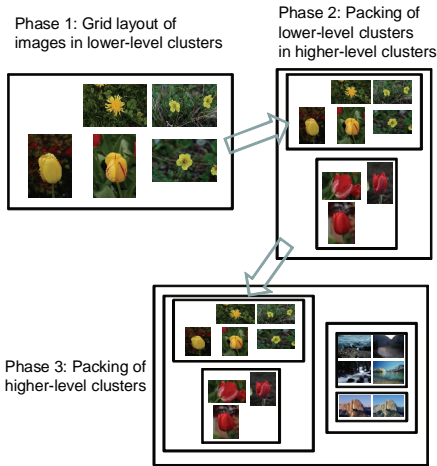 Phase 1: Grid layout of
images in lower-level clusters
Phase 2: Packing of
lower-level clusters
in higher-level clusters
Phase 3: Packing of
higher-level clusters